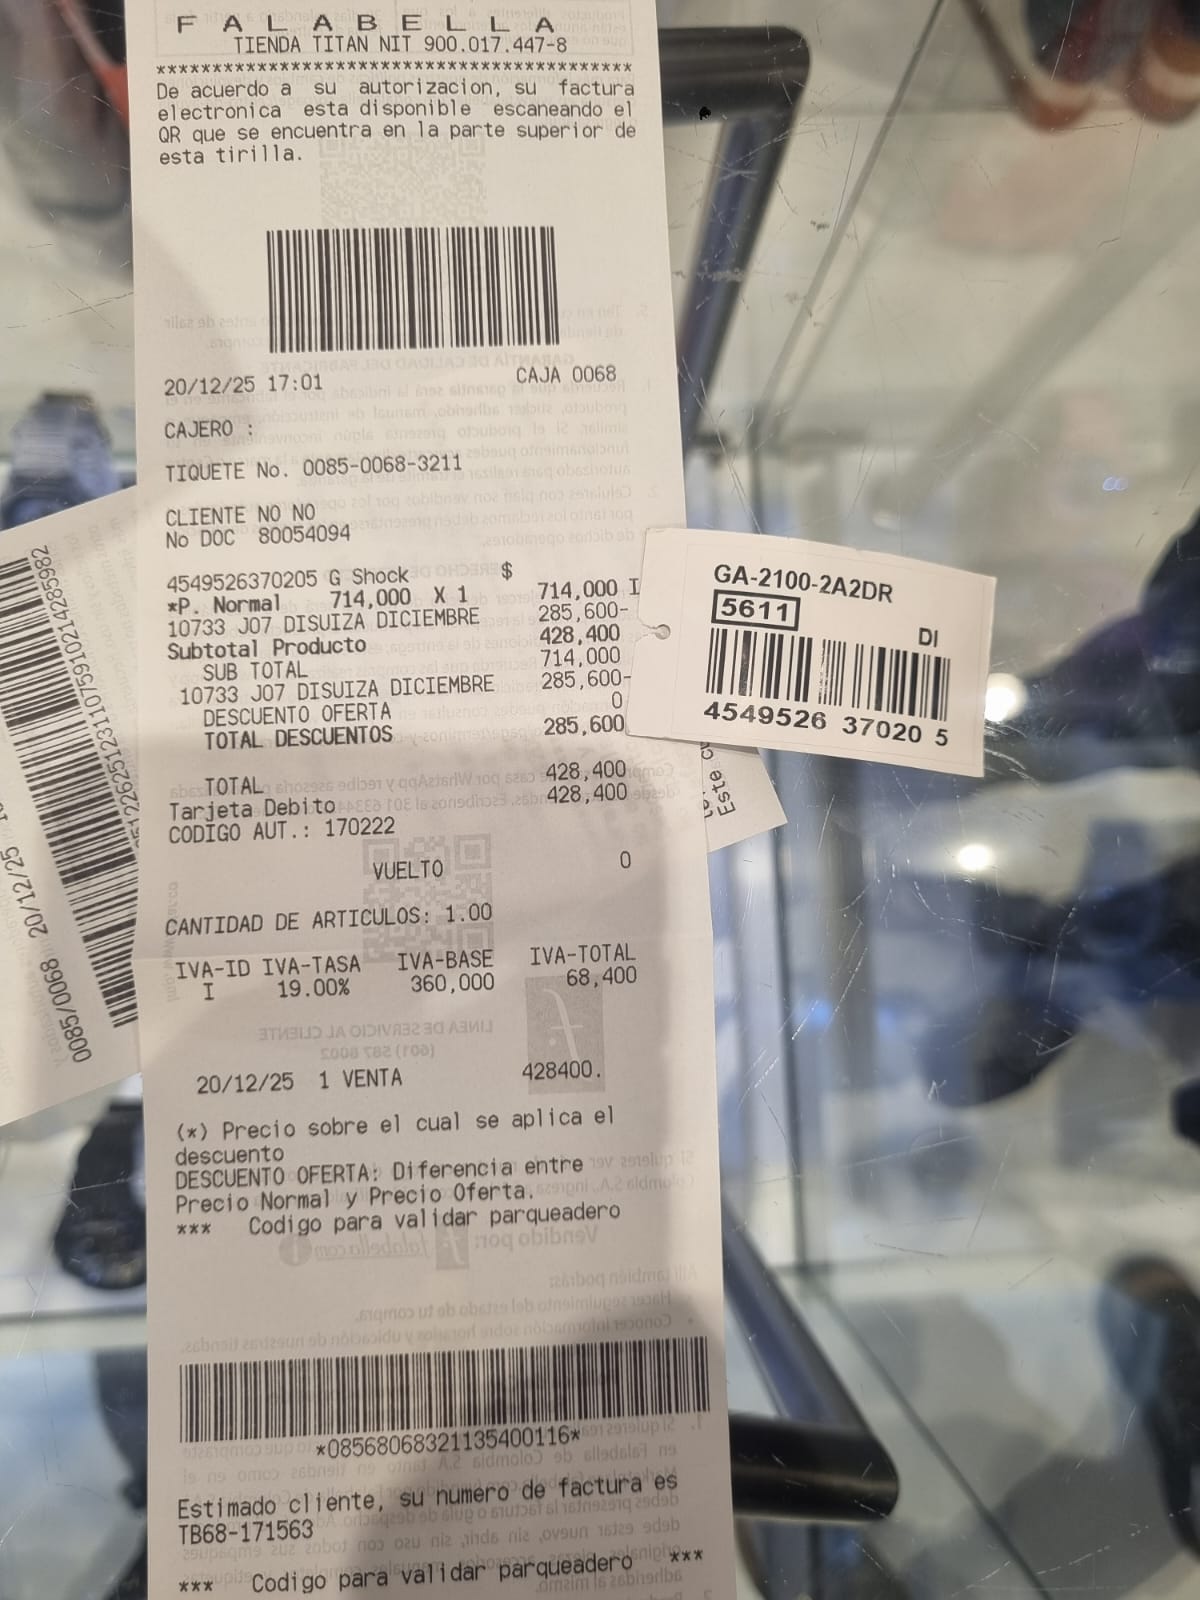 F A L A B E L L A
TIENDA TITAN NIT 900.017.447-8
******************************************
De acuerdo a su autorizacion, su factura
electronica esta disponible escaneando el
QR que se encuentra en la parte superior de
esta tirilla.
20/12/25 17:01 CAJA 0068
CAJERO :
TIQUETE No. 0085-0068-3211
CLIENTE NO NO
No DOC 80054094
4549526370205 G Shock $
*P. Normal 714,000 X 1 714,000 I
10733 J07 DISUIZA DICIEMBRE 285,600-
Subtotal Producto 428,400
SUB TOTAL 714,000
10733 J07 DISUIZA DICIEMBRE 285,600-
DESCUENTO OFERTA 0
TOTAL DESCUENTOS 285,600
TOTAL 428,400
Tarjeta Debito 428,400
CODIGO AUT.: 170222
VUELTO 0
CANTIDAD DE ARTICULOS: 1.00
IVA-ID IVA-TASA IVA-BASE IVA-TOTAL
I 19.00% 360,000 68,400
20/12/25 1 VENTA 428400.
(*) Precio sobre el cual se aplica el
descuento
DESCUENTO OFERTA: Diferencia entre
Precio Normal y Precio Oferta.
*** Codigo para validar parqueadero
*08568068321135400116*
Estimado cliente, su numero de factura es
TB68-171563
*** Codigo para validar parqueadero ***
GA-2100-2A2DR
5611
DI
4549526 37020 5
Este
0085/0068 20/12/25